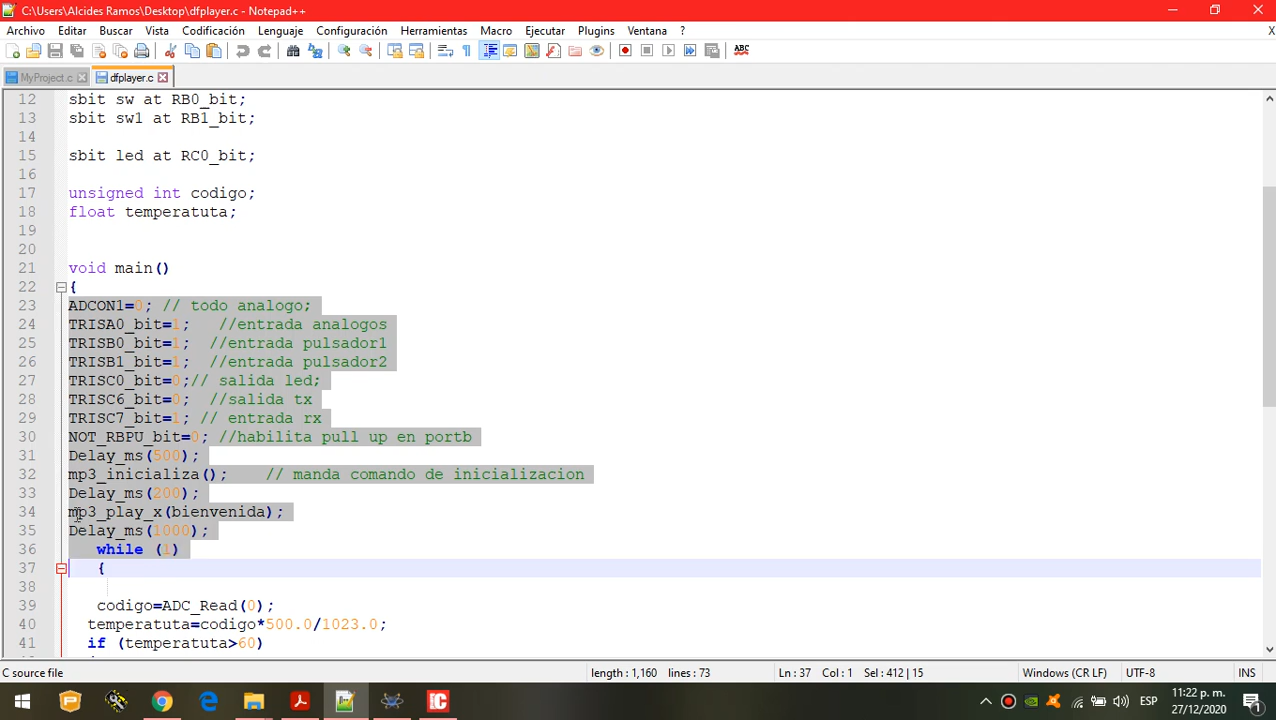 C:\Users\Alcides Ramos\Desktop\dfplayer.c - Notepad++
Archivo Editar Buscar Vista Codificación Lenguaje Configuración Herramientas Macro Ejecutar Plugins Ventana ? X
ABC
MyProject.c dfplayer.c
12 sbit sw at RB0_bit;
13 sbit sw1 at RB1_bit;
14
15 sbit led at RC0_bit;
16
17 unsigned int codigo;
18 float temperatuta;
19
20
21 void main()
22 {
23 ADCON1=0; // todo analogo;
24 TRISA0_bit=1; //entrada analogos
25 TRISB0_bit=1; //entrada pulsador1
26 TRISB1_bit=1; //entrada pulsador2
27 TRISC0_bit=0;// salida led;
28 TRISC6_bit=0; //salida tx
29 TRISC7_bit=1; // entrada rx
30 NOT_RBPU_bit=0; //habilita pull up en portb
31 Delay_ms(500);
32 mp3_inicializa(); // manda comando de inicializacion
33 Delay_ms(200);
34 mp3_play_x(bienvenida);
35 Delay_ms(1000);
36 while (1)
37 {
38
39 codigo=ADC_Read(0);
40 temperatuta=codigo*500.0/1023.0;
41 if (temperatuta>60)
C source file length : 1,160 lines : 73 Ln : 37 Col : 1 Sel : 412 | 15 Windows (CR LF) UTF-8 INS
ESP 11:22 p. m.
27/12/2020